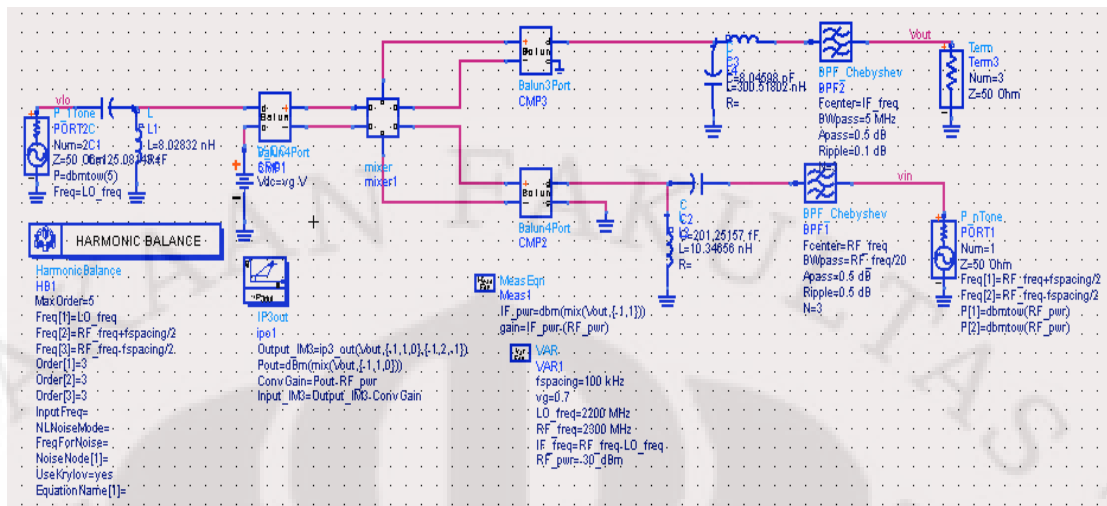 vlo
P_1Tone
PORT2
Num=2
Z=50 Ohm
P=dbmtow(5)
Freq=LO_freq
C
C1
L
L1
L=8.02832 nH
R=
Balun
Balun4Port
CMP1
Vdc=vg V
mixer
mixer1
Balun
Balun3Port
CMP3
Balun
Balun4Port
CMP2
C3
C=8.04598 pF
L=300.51802 nH
R=
BPF_Chebyshev
BPF2
Fcenter=IF_freq
BWpass=5 MHz
Apass=0.5 dB
Ripple=0.1 dB
Vout
Term
Term3
Num=3
Z=50 Ohm
C
C2
C=201.25157 fF
L=10.34656 nH
R=
BPF_Chebyshev
BPF1
Fcenter=RF_freq
BWpass=RF_freq/20
Apass=0.5 dB
Ripple=0.5 dB
N=3
vin
P_nTone
PORT1
Num=1
Z=50 Ohm
Freq[1]=RF_freq+fspacing/2
Freq[2]=RF_freq-fspacing/2
P[1]=dbmtow(RF_pwr)
P[2]=dbmtow(RF_pwr)
HARMONIC BALANCE
HarmonicBalance
HB1
MaxOrder=5
Freq[1]=LO_freq
Freq[2]=RF_freq+fspacing/2
Freq[3]=RF_freq-fspacing/2
Order[1]=3
Order[2]=3
Order[3]=3
InputFreq=
NLNoiseMode=
FreqForNoise=
NoiseNode[1]=
UseKrylov=yes
EquationName[1]=
IP3out
ipo1
Output_IM3=ip3_out(Vout,{-1,1,0},{-1,2,-1})
Pout=dBm(mix(Vout,{-1,1,0}))
ConvGain=Pout-RF_pwr
Input_IM3=Output_IM3-ConvGain
MeasEqn
Meas1
IF_pwr=dbm(mix(Vout,{-1,1}))
gain=IF_pwr-(RF_pwr)
VAR
VAR1
fspacing=100 kHz
vg=0.7
LO_freq=2200 MHz
RF_freq=2300 MHz
IF_freq=RF_freq-LO_freq
RF_pwr=-30_dBm
AN FAKULTAS